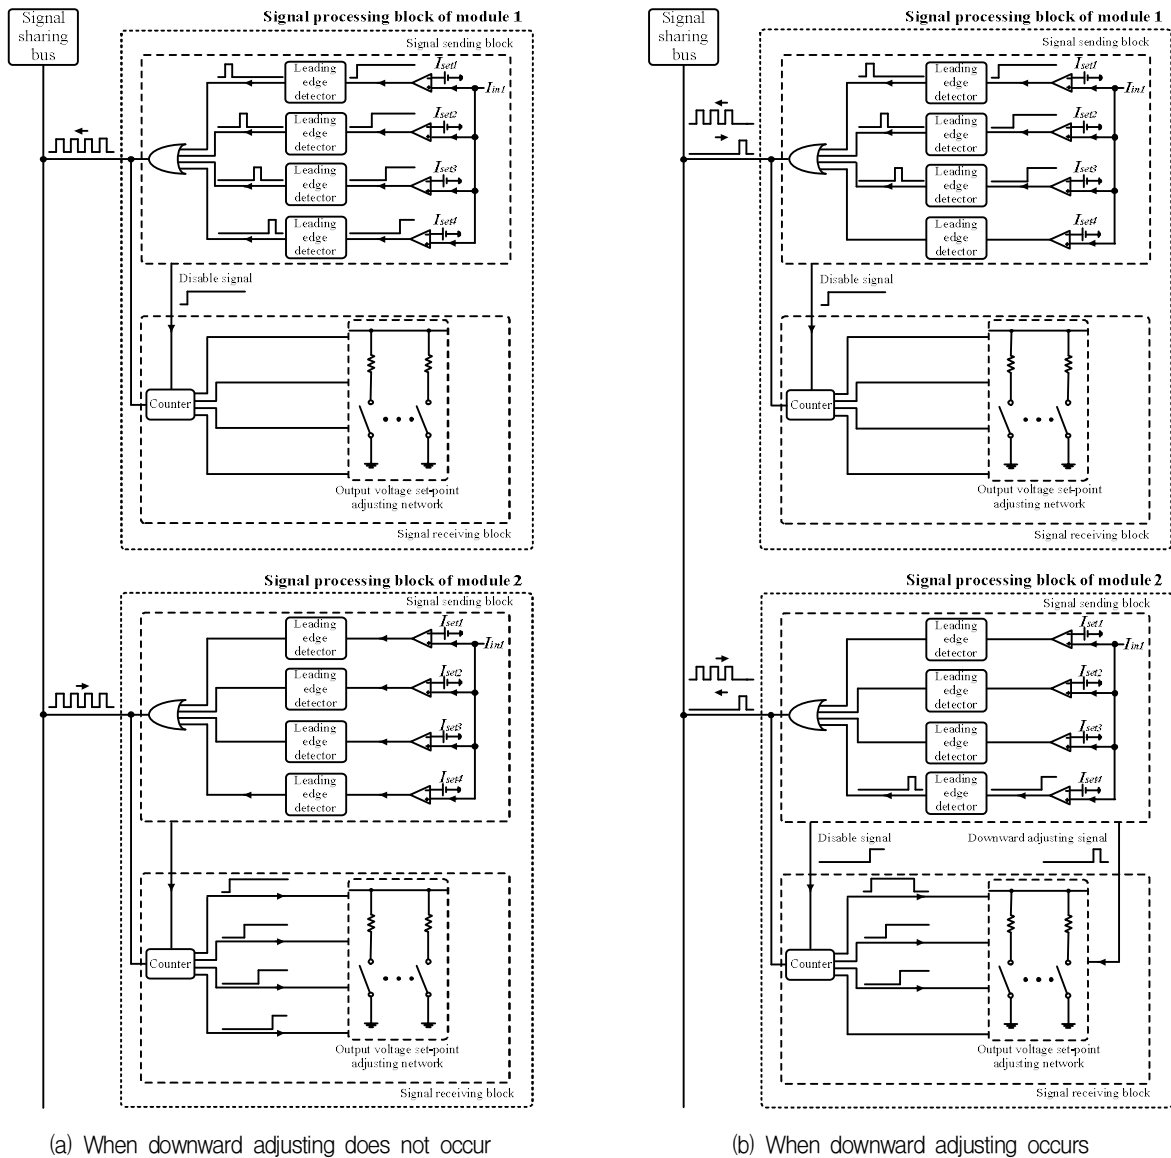 Signal
sharing
bus
Signal processing block of module 1
Signal sending block
Leading
edge
detector
Iset1
Iin1
Leading
edge
detector
Iset2
Leading
edge
detector
Iset3
Leading
edge
detector
Iset4
Disable signal
Counter
Output voltage set-point
adjusting network
Signal receiving block
Signal processing block of module 2
Signal sending block
Leading
edge
detector
Iset1
Iin1
Leading
edge
detector
Iset2
Leading
edge
detector
Iset3
Leading
edge
detector
Iset4
Counter
Output voltage set-point
adjusting network
Signal receiving block
(a) When downward adjusting does not occur
Signal
sharing
bus
Signal processing block of module 1
Signal sending block
Leading
edge
detector
Iset1
Iin1
Leading
edge
detector
Iset2
Leading
edge
detector
Iset3
Leading
edge
detector
Iset4
Disable signal
Counter
Output voltage set-point
adjusting network
Signal receiving block
Signal processing block of module 2
Signal sending block
Leading
edge
detector
Iset1
Iin1
Leading
edge
detector
Iset2
Leading
edge
detector
Iset3
Leading
edge
detector
Iset4
Disable signal
Downward adjusting signal
Counter
Output voltage set-point
adjusting network
Signal receiving block
(b) When downward adjusting occurs